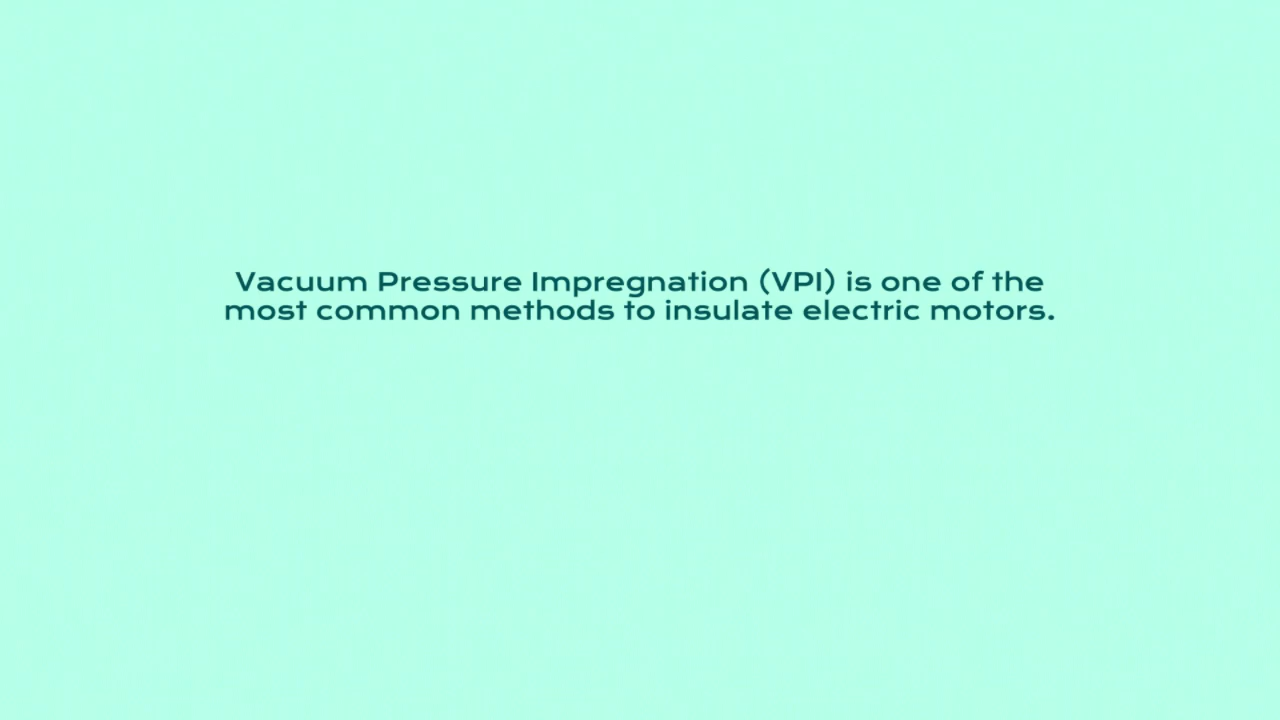 Vacuum Pressure Impregnation (VPI) is one of the
most common methods to insulate electric motors.